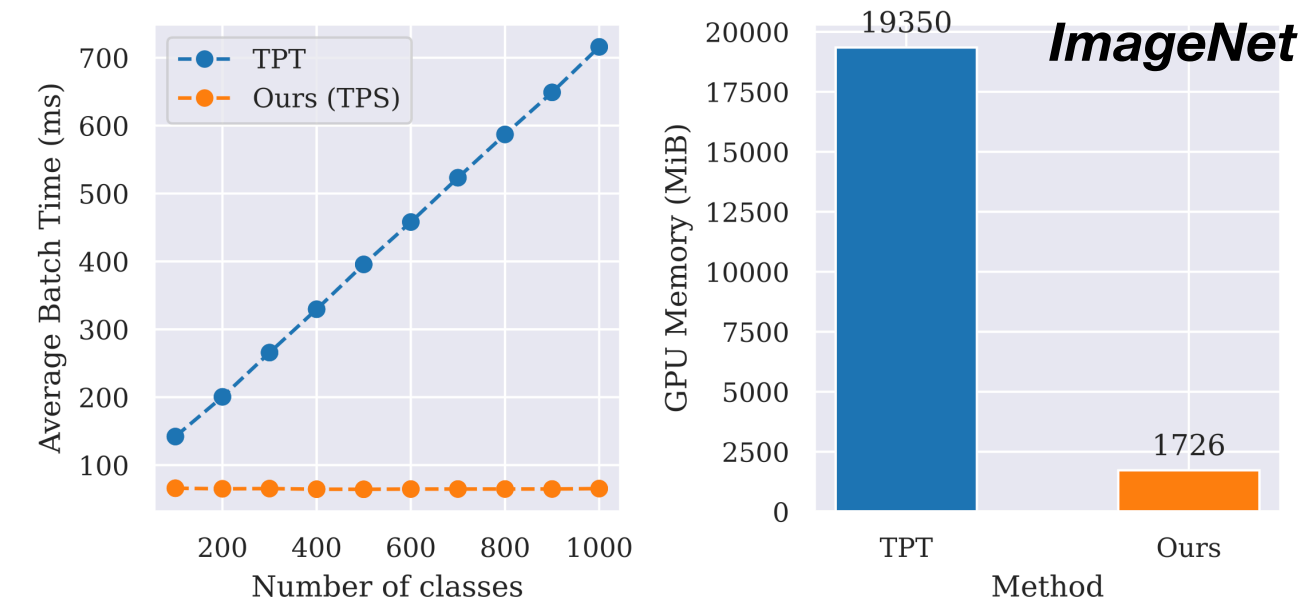 700
600
500
400
300
200
100
Average Batch Time (ms)
TPT
Ours (TPS)
200 400 600 800 1000
Number of classes
19350
ImageNet
20000
17500
15000
12500
10000
7500
5000
2500
0
GPU Memory (MiB)
1726
TPT Ours
Method